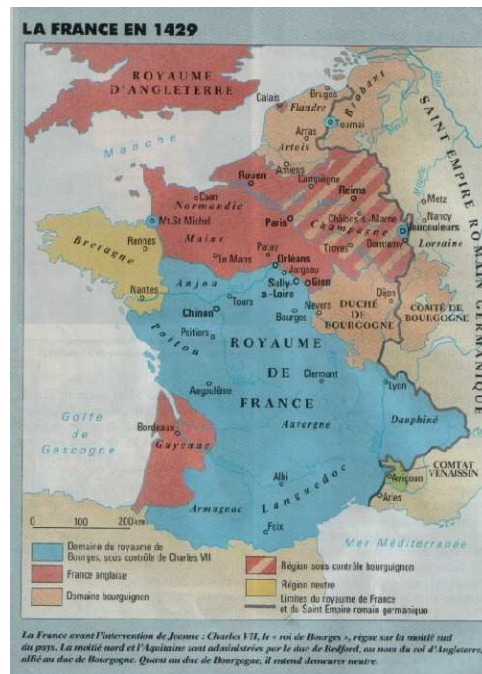 LA FRANCE EN 1429
ROYAUME
D'ANGLETERRE
Manche
Calais
Bruges
Flandre
Brabant
Tournai
Arras
Artois
Amiens
SAINT EMPIRE ROMAIN GERMANIQUE
Rouen
Compiègne
Reims
Caen
Normandie
Mt.St Michel
Paris
Châlons s. Marne
Champagne
Metz
Nancy
Vaucouleurs
Lorraine
Bretagne
Rennes
Maine
Le Mans
Patay
Troyes
Domremy
Orléans
Jargeau
Anjou
Sully
-s-Loire
Gien
Nantes
Tours
Chinon
Bourges
Nevers
Dijon
DUCHÉ
DE
BOURGOGNE
COMTÉ DE
BOURGOGNE
Poitou
Poitiers
ROYAUME
DE
FRANCE
Clermont
Lyon
Angoulême
Auvergne
Dauphiné
Golfe
de
Gascogne
Bordeaux
Guyenne
COMTAT
VENAISSIN
Avignon
Arles
Albi
Languedoc
Armagnac
Foix
Mer Méditerranée
0 100 200 km
Domaine du royaume de
Bourges, sous contrôle de Charles VII
France anglaise
Domaine bourguignon
Région sous contrôle bourguignon
Région neutre
Limites du royaume de France
et du Saint Empire romain germanique
La France avant l'intervention de Jeanne : Charles VII, le « roi de Bourges », règne sur la moitié sud
du pays. La moitié nord et l'Aquitaine sont administrées par le duc de Bedford, au nom du roi d'Angleterre,
allié au duc de Bourgogne. Quant au duc de Bourgogne, il entend demeurer neutre.